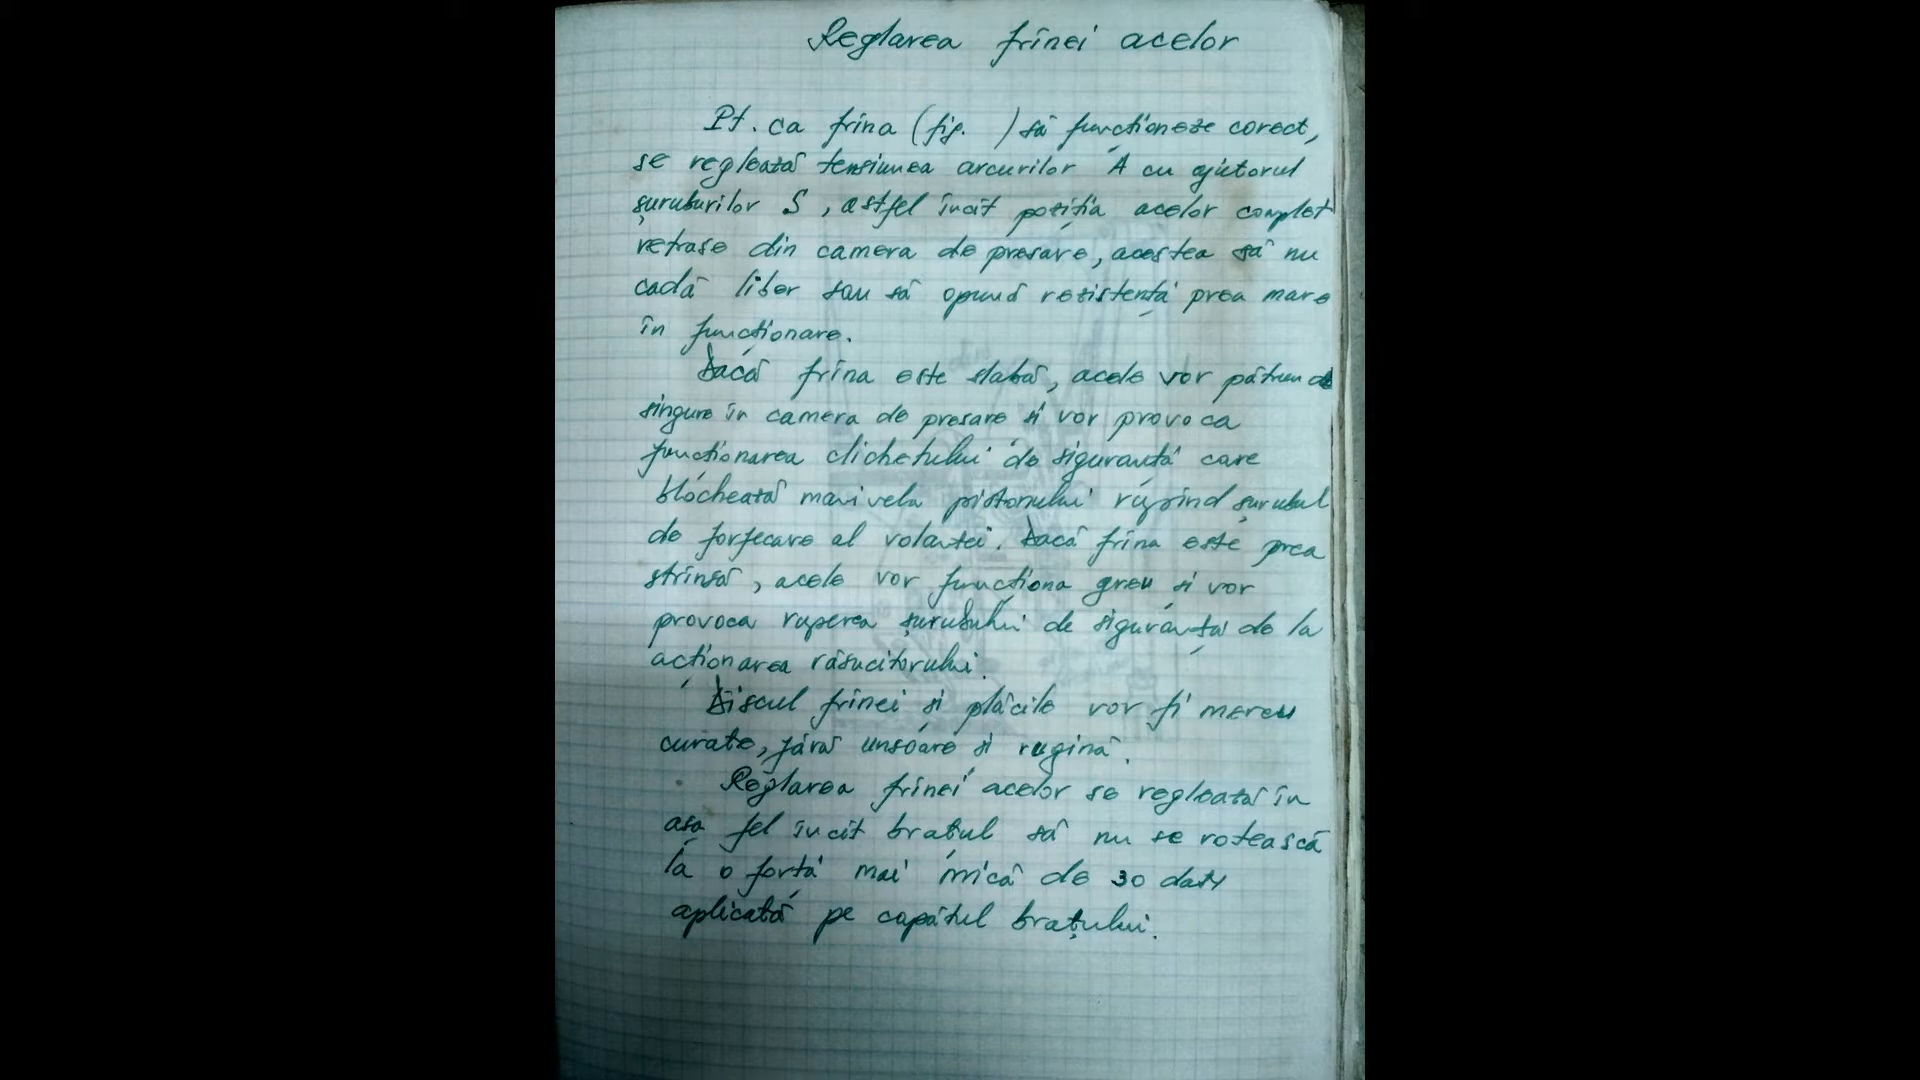 Reglarea frînei acelor
Pt. ca frîna (fig. ) să funcționeze corect,
se reglează tensiunea arcurilor A cu ajutorul
șuruburilor S, astfel încît poziția acelor complet
retrase din camera de presare, acestea să nu
cadă liber sau să opună rezistență prea mare
în funcționare.
Dacă frîna este slabă, acele vor pătrunde
singure în camera de presare și vor provoca
funcționarea clichetului de siguranță care
blochează manivela pistonului rupînd șurubul
de forfecare al volantei. Dacă frîna este prea
strînsă, acele vor funcționa greu și vor
provoca ruperea șurubului de siguranță de la
acționarea răsucitorului.
Discul frînei și plăcile vor fi mereu
curate, fără unsoare și rugină.
Reglarea frînei acelor se reglează în
așa fel încît brațul să nu se rotească
la o forță mai mică de 30 daN
aplicată pe capătul brațului.